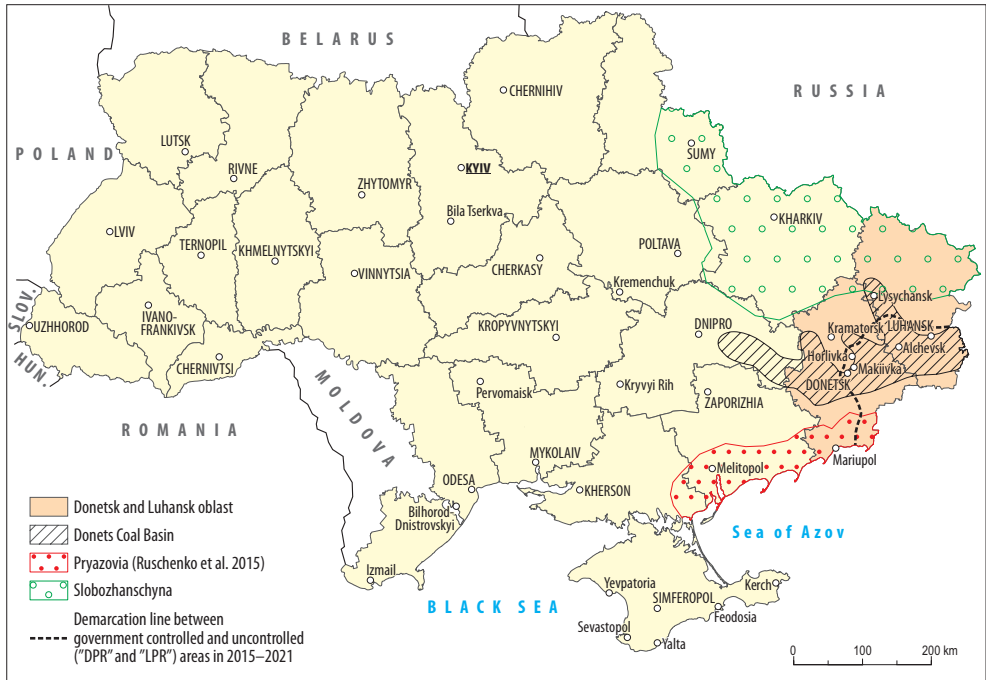 BELARUS
RUSSIA
POLAND
SLOV.
HUN.
ROMANIA
MOLDOVA
CHERNIHIV
LUTSK
RIVNE
KYIV
SUMY
ZHYTOMYR
Bila Tserkva
KHARKIV
LVIV
TERNOPIL
KHMELNYTSKYI
POLTAVA
VINNYTSIA
CHERKASY
Kremenchuk
Lysychansk
UZHHOROD
IVANO-
FRANKIVSK
KROPYVNYTSKYI
DNIPRO
Kramatorsk
LUHANSK
Alchevsk
CHERNIVTSI
Horlivka
Makiivka
DONETSK
Pervomaisk
Kryvyi Rih
ZAPORIZHIA
MYKOLAIV
Melitopol
Mariupol
ODESA
KHERSON
Bilhorod-
Dnistrovskyi
Sea of Azov
Izmail
BLACK SEA
Yevpatoria
Kerch
SIMFEROPOL
Feodosia
Sevastopol
Yalta
Donetsk and Luhansk oblast
Donets Coal Basin
Pryazovia (Ruschenko et al. 2015)
Slobozhanschyna
Demarcation line between
government controlled and uncontrolled
("DPR" and "LPR") areas in 2015–2021
0 100 200 km